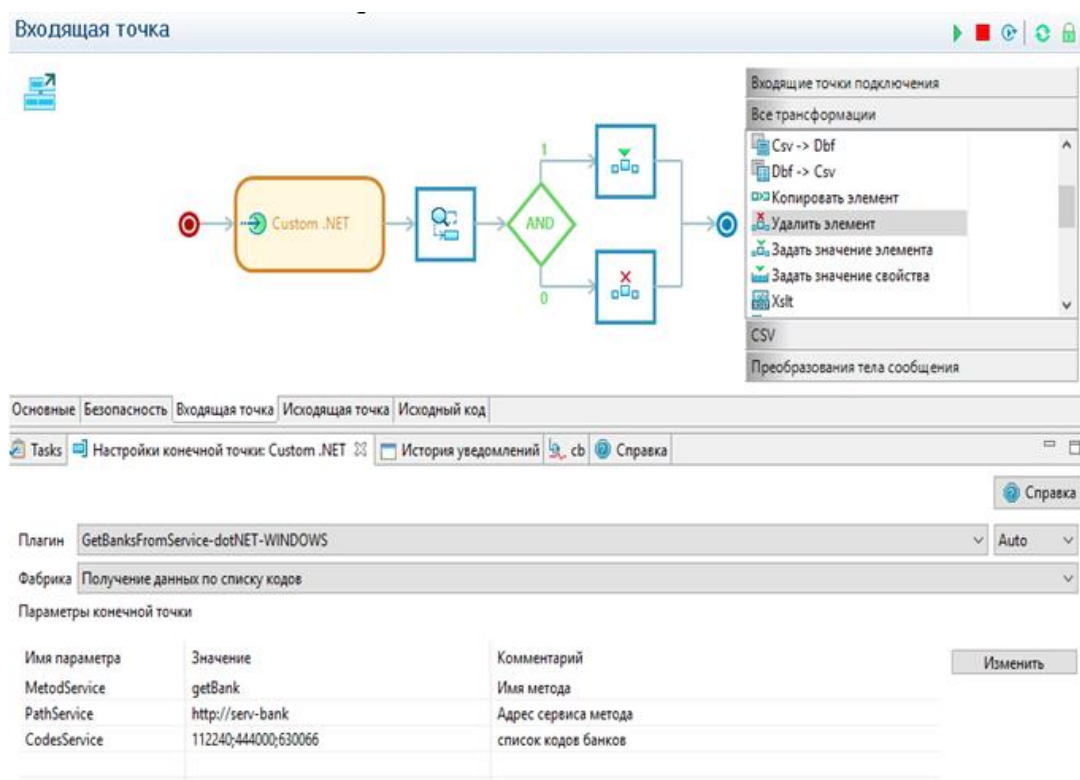 Входящая точка
Входящие точки подключения
Все трансформации
Csv -> Dbf
Dbf -> Csv
Копировать элемент
Удалить элемент
Задать значение элемента
Задать значение свойства
Xslt
CSV
Преобразования тела сообщения
Custom .NET
1
AND
0
Основные Безопасность Входящая точка Исходящая точка Исходный код
Tasks Настройки конечной точки: Custom .NET История уведомлений cb Справка
Справка
Плагин GetBanksFromService-dotNET-WINDOWS Auto
Фабрика Получение данных по списку кодов
Параметры конечной точки
Имя параметра Значение Комментарий Изменить
MetodService getBank Имя метода
PathService http://serv-bank Адрес сервиса метода
CodesService 112240;444000;630066 список кодов банков